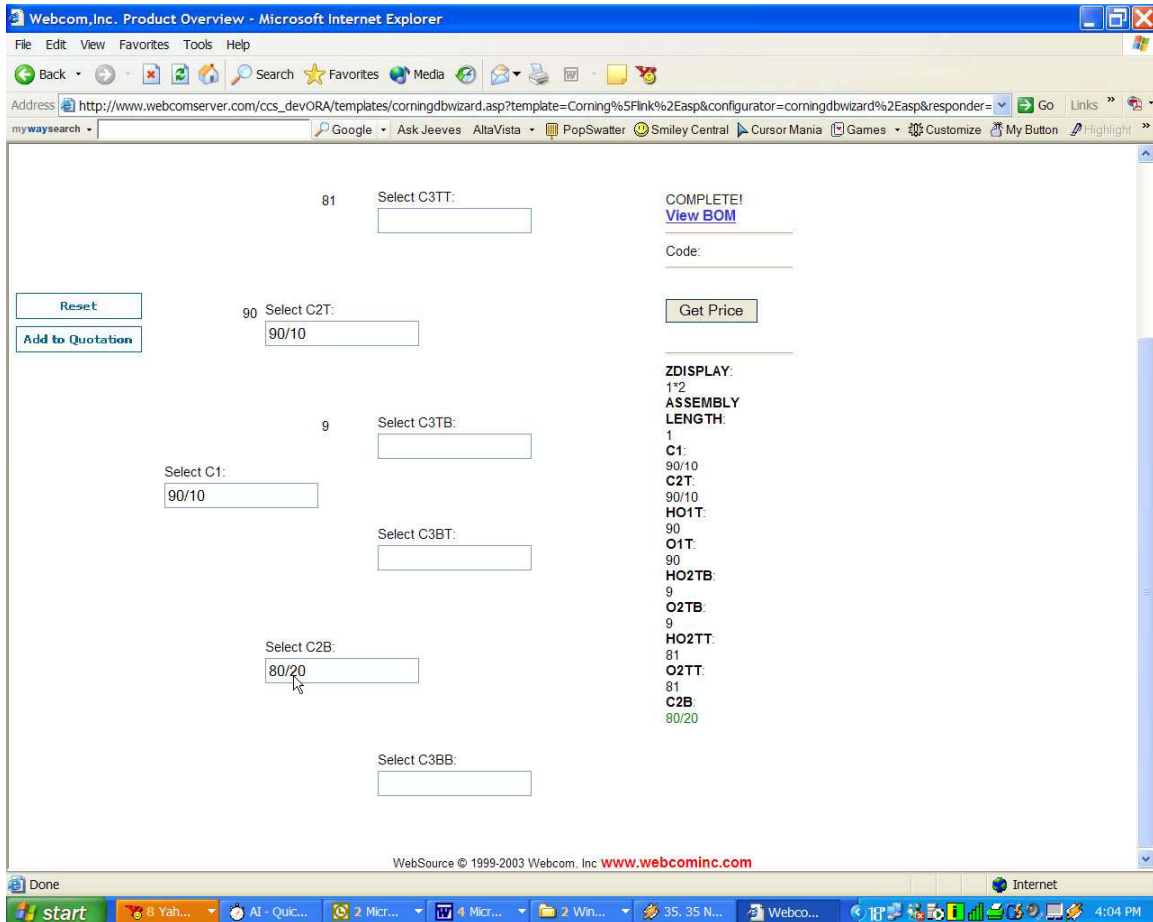 Webcom,Inc. Product Overview - Microsoft Internet Explorer
File Edit View Favorites Tools Help
Back Search Favorites Media
Address http://www.webcomserver.com/ccs_devORA/templates/corningdbwizard.asp?template=Corning%5Flink%2Easp&configurator=corningdbwizard%2Easp&responder= Go Links »
mywaysearch Google Ask Jeeves AltaVista PopSwatter Smiley Central Cursor Mania Games Customize My Button Highlight »
81 Select C3TT:
COMPLETE!
View BOM
Code:
Reset
90 Select C2T:
90/10
Get Price
Add to Quotation
ZDISPLAY:
1*2
ASSEMBLY
LENGTH:
1
C1:
90/10
C2T:
90/10
HO1T:
90
O1T:
90
HO2TB:
9
O2TB:
9
HO2TT:
81
O2TT:
81
C2B:
80/20
9 Select C3TB:
Select C1:
90/10
Select C3BT:
Select C2B:
80/20
Select C3BB:
WebSource © 1999-2003 Webcom, Inc www.webcominc.com
Done Internet
start 8 Yah... AI - Quic... 2 Micr... 4 Micr... 2 Win... 35. 35 N... Webco... 4:04 PM